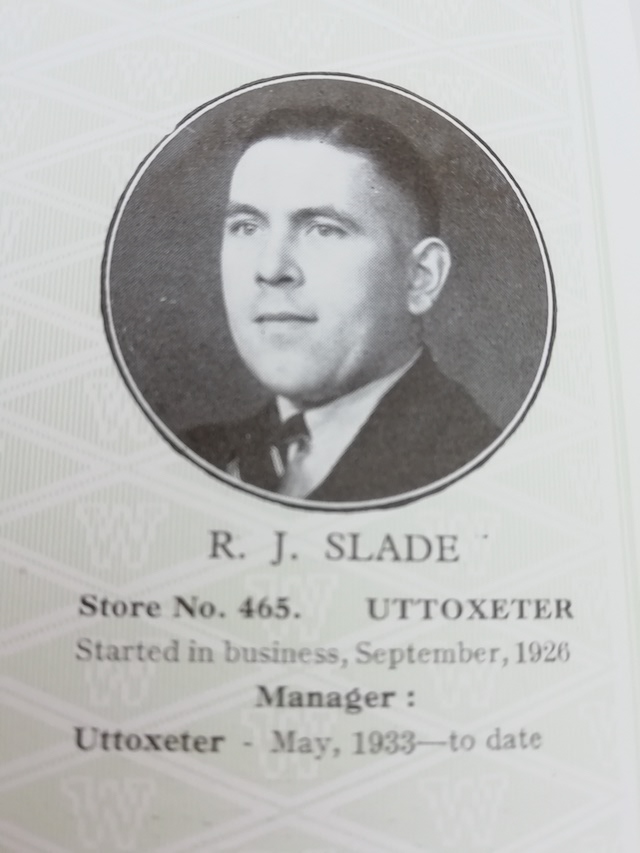 R. J. SLADE
Store No. 465. UTTOXETER
Started in business, September, 1926
Manager :
Uttoxeter - May, 1933—to date